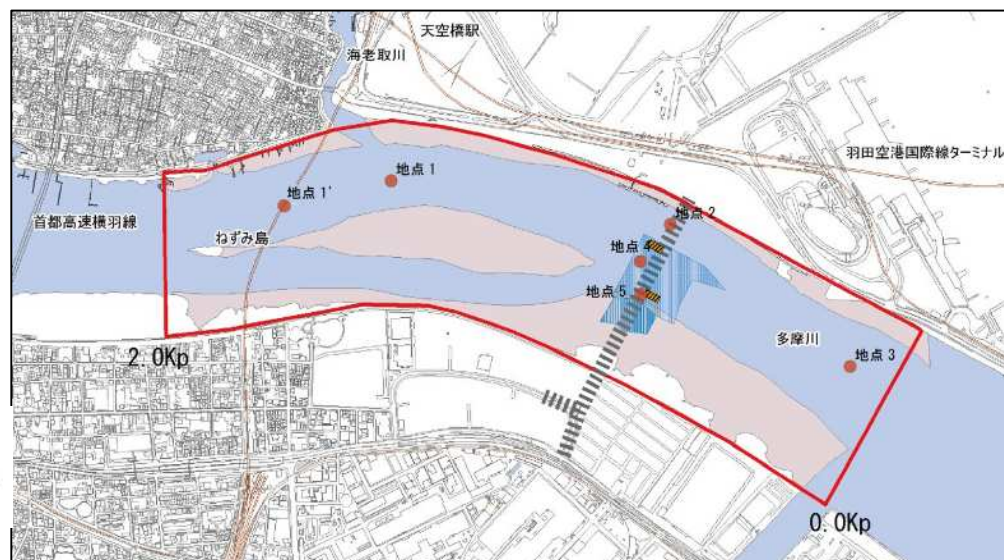 天空橋駅
海老取川
羽田空港国際線ターミナル
地点 1
地点 1'
首都高速横羽線
地点 2
ねずみ島
地点 4
地点 5
多摩川
2.0Kp
地点 3
0.0Kp